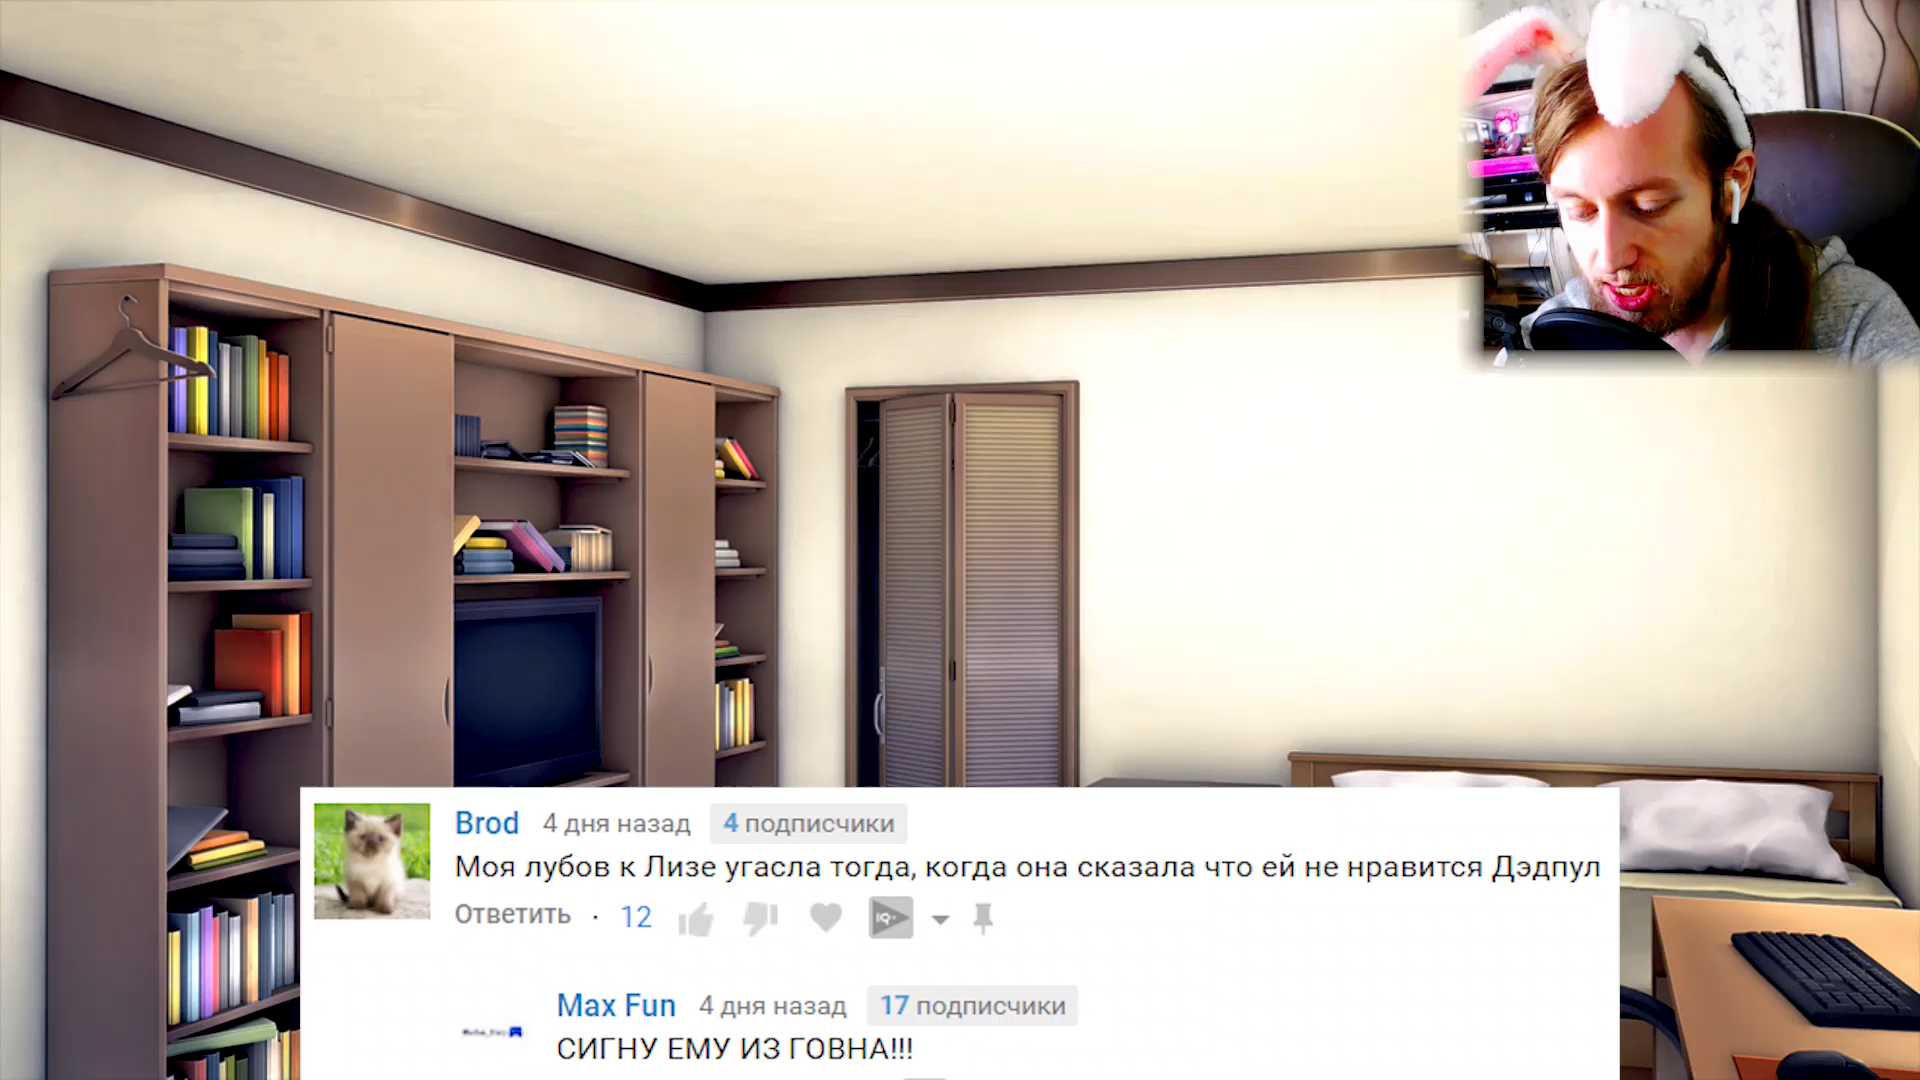 Brod 4 дня назад 4 подписчики
Моя лубов к Лизе угасла тогда, когда она сказала что ей не нравится Дэдпул
Ответить · 12 IQ
Max Fun 4 дня назад 17 подписчики
СИГНУ ЕМУ ИЗ ГОВНА!!!